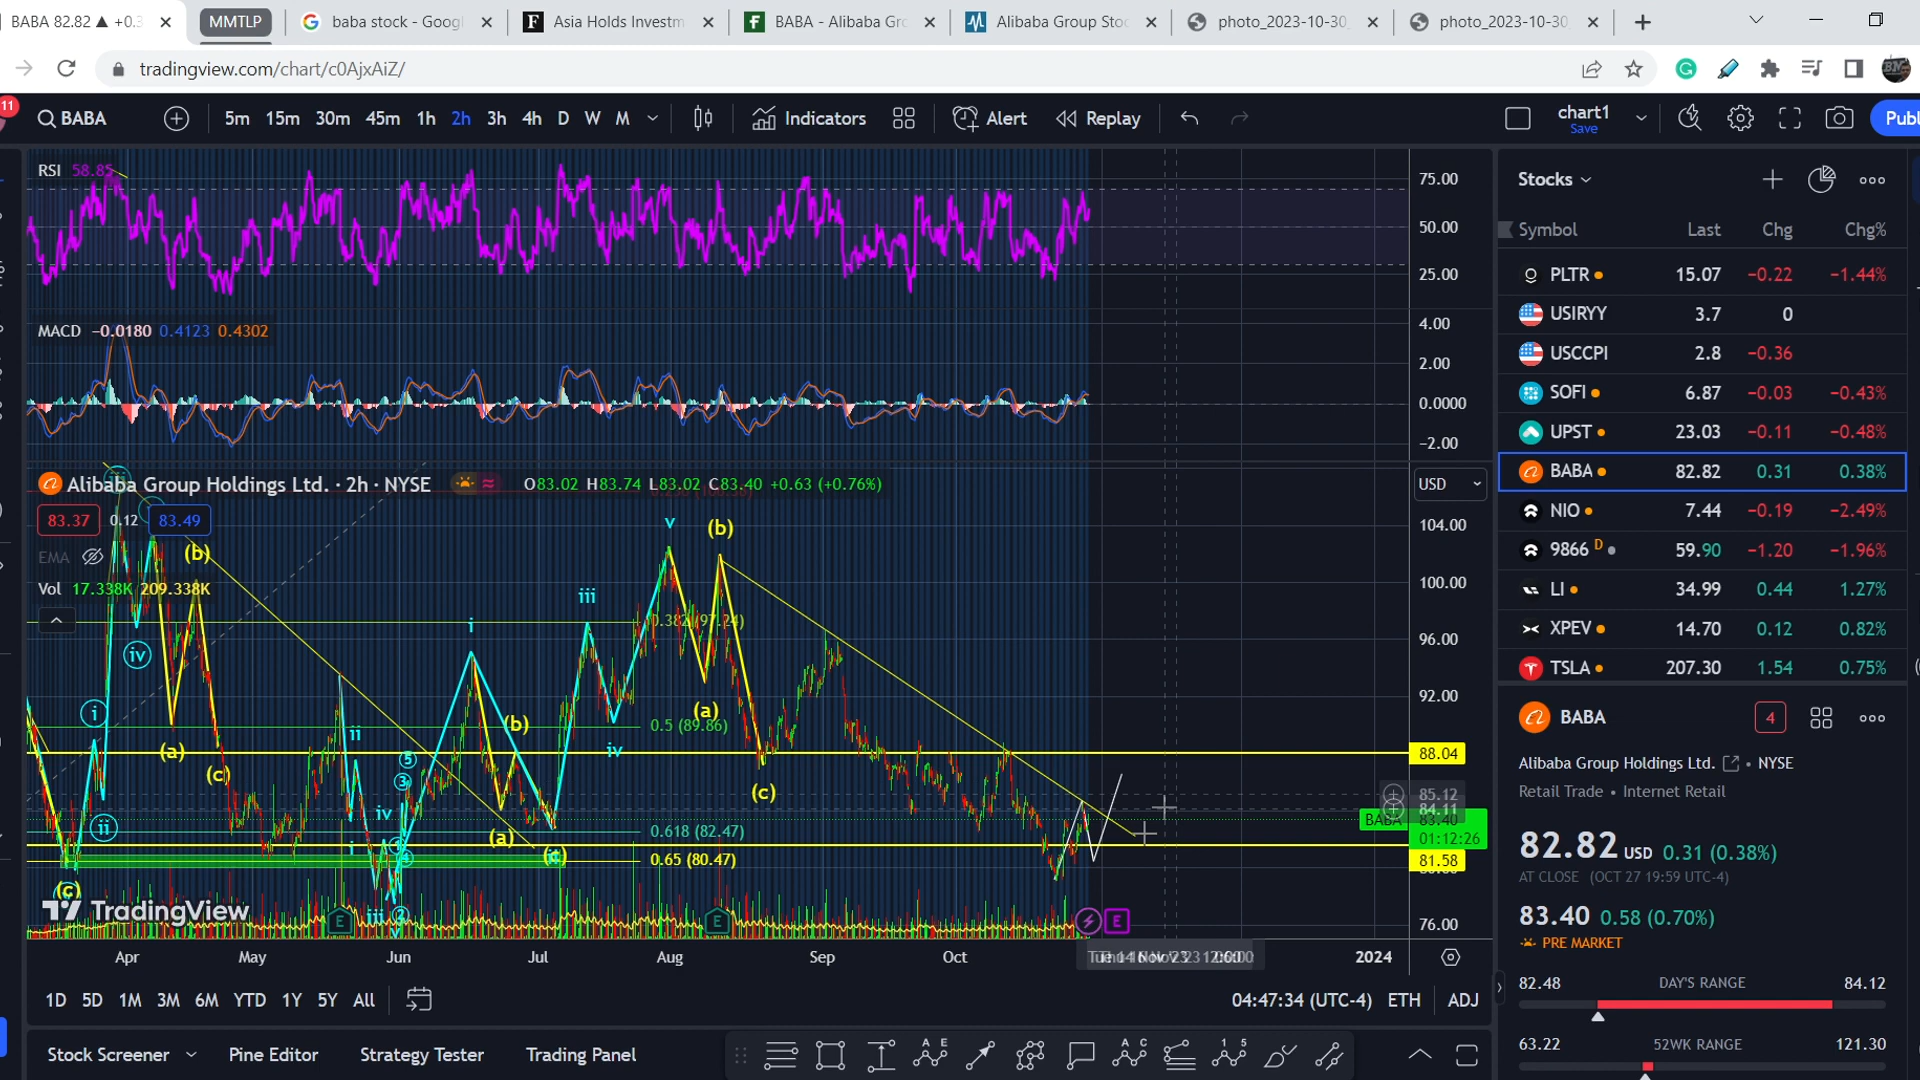 BABA 82.82 ▲ +0.3
MMTLP
baba stock - Googl
Asia Holds Investm
BABA - Alibaba Gro
Alibaba Group Stoc
photo_2023-10-30_
photo_2023-10-30_
tradingview.com/chart/c0AjxAiZ/
11
BABA
5m 15m 30m 45m 1h 2h 3h 4h D W M
Indicators
Alert
Replay
chart1
Save
Publ
RSI 58.85
75.00
50.00
25.00
MACD −0.0180 0.4123 0.4302
4.00
2.00
0.0000
−2.00
Alibaba Group Holdings Ltd. · 2h · NYSE
O83.02 H83.74 L83.02 C83.40 +0.63 (+0.76%)
USD
83.37 0.12 83.49
EMA
Vol 17.338K 209.338K
104.00
100.00
96.00
92.00
88.04
85.12
84.11
BABA 83.40
01:12:26
81.58
76.00
(b)
iv
i
ii
(a)
(c)
(c)
ii
iv
i
iii
5
3
2
i
(b)
(a)
(c)
iii
iv
v
(b)
(a)
(c)
0.382(97.24)
0.5 (89.86)
0.618 (82.47)
0.65 (80.47)
TradingView
E
E
E
Apr May Jun Jul Aug Sep Oct 2024
1D 5D 1M 3M 6M YTD 1Y 5Y All
04:47:34 (UTC-4) ETH ADJ
Stock Screener
Pine Editor
Strategy Tester
Trading Panel
Stocks
Symbol Last Chg Chg%
PLTR 15.07 −0.22 −1.44%
USIRYY 3.7 0
USCCPI 2.8 −0.36
SOFI 6.87 −0.03 −0.43%
UPST 23.03 −0.11 −0.48%
BABA 82.82 0.31 0.38%
NIO 7.44 −0.19 −2.49%
9866 D 59.90 −1.20 −1.96%
LI 34.99 0.44 1.27%
XPEV 14.70 0.12 0.82%
TSLA 207.30 1.54 0.75%
BABA
4
Alibaba Group Holdings Ltd. • NYSE
Retail Trade • Internet Retail
82.82 USD 0.31 (0.38%)
AT CLOSE (OCT 27 19:59 UTC-4)
83.40 0.58 (0.70%)
PRE MARKET
82.48 DAY'S RANGE 84.12
63.22 52WK RANGE 121.30